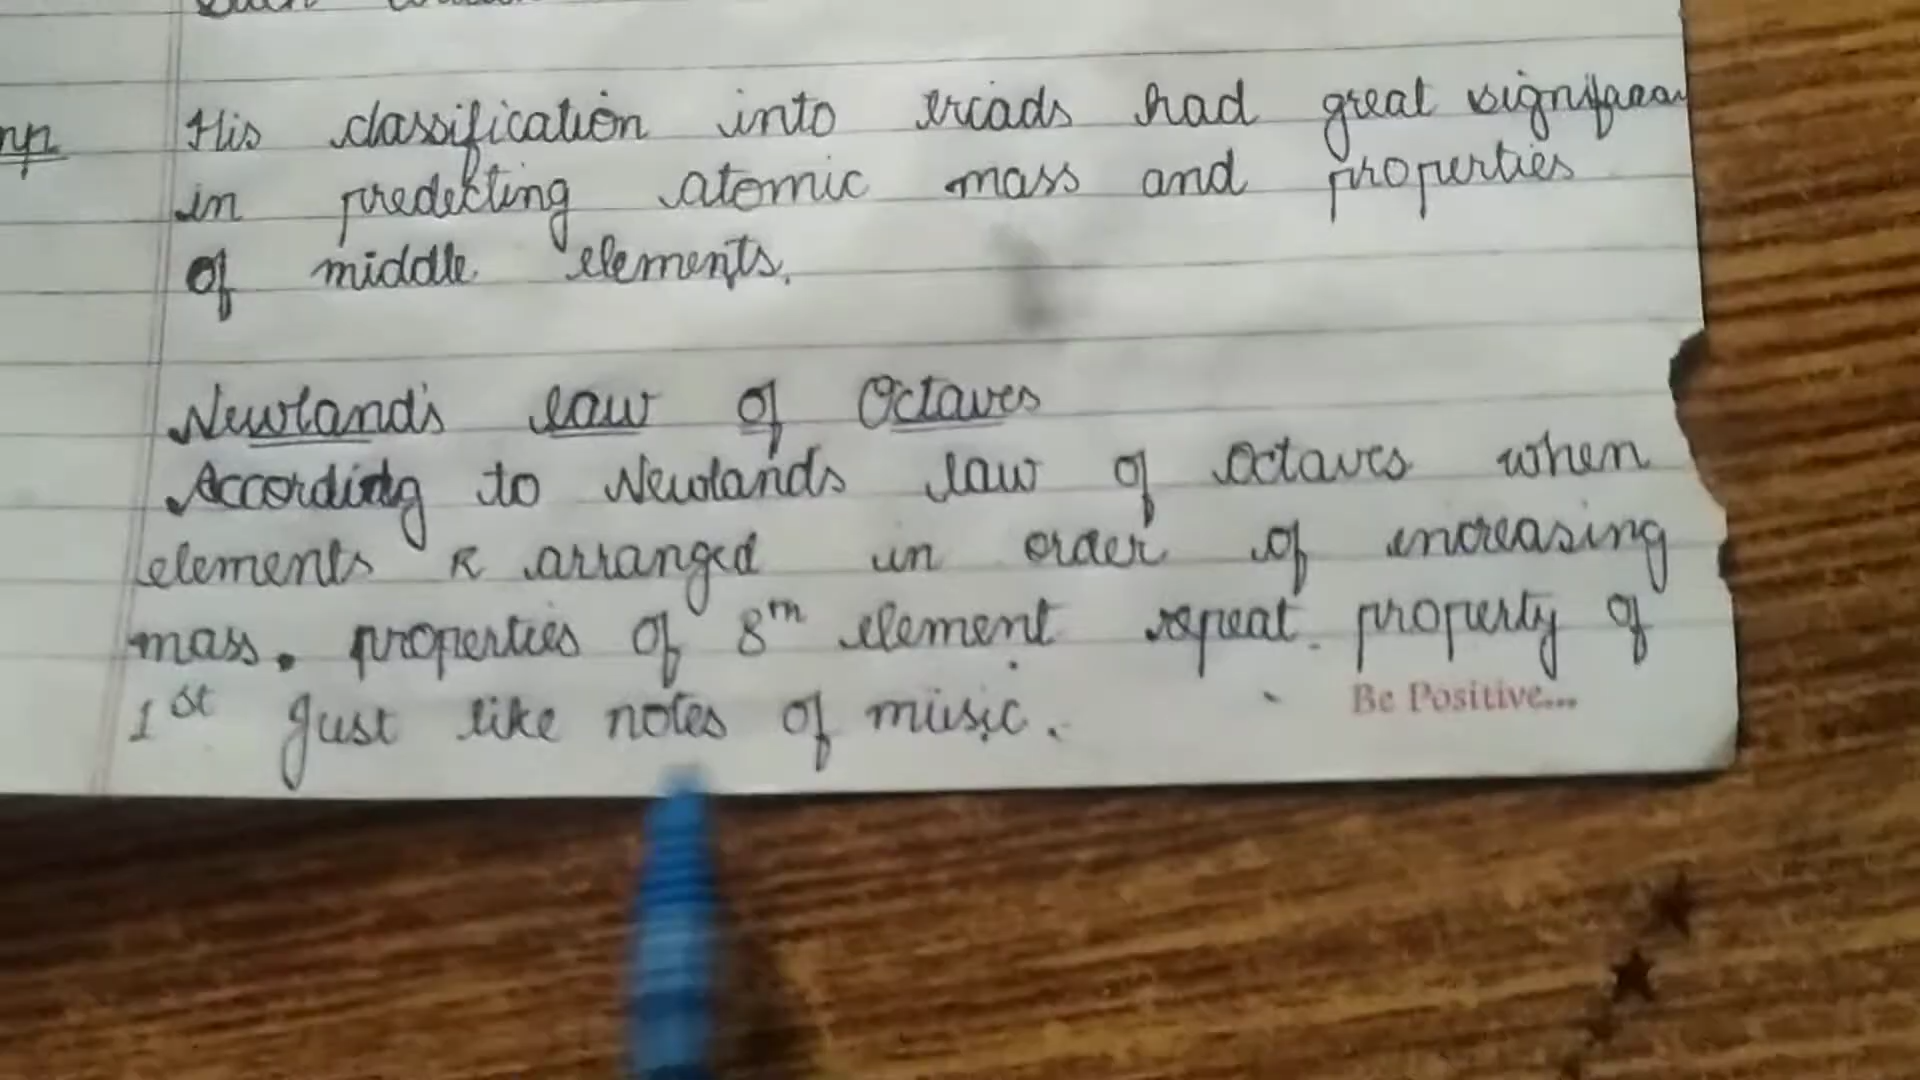 His classification into triads had great
in predecting atomic mass and properties
of middle elements.
Newland's law of Octaves
According to Newlands law of octaves when
elements R arranged in order of increasing
mass. properties of 8th element repeat property of
1st just like notes of music.
Be Positive...